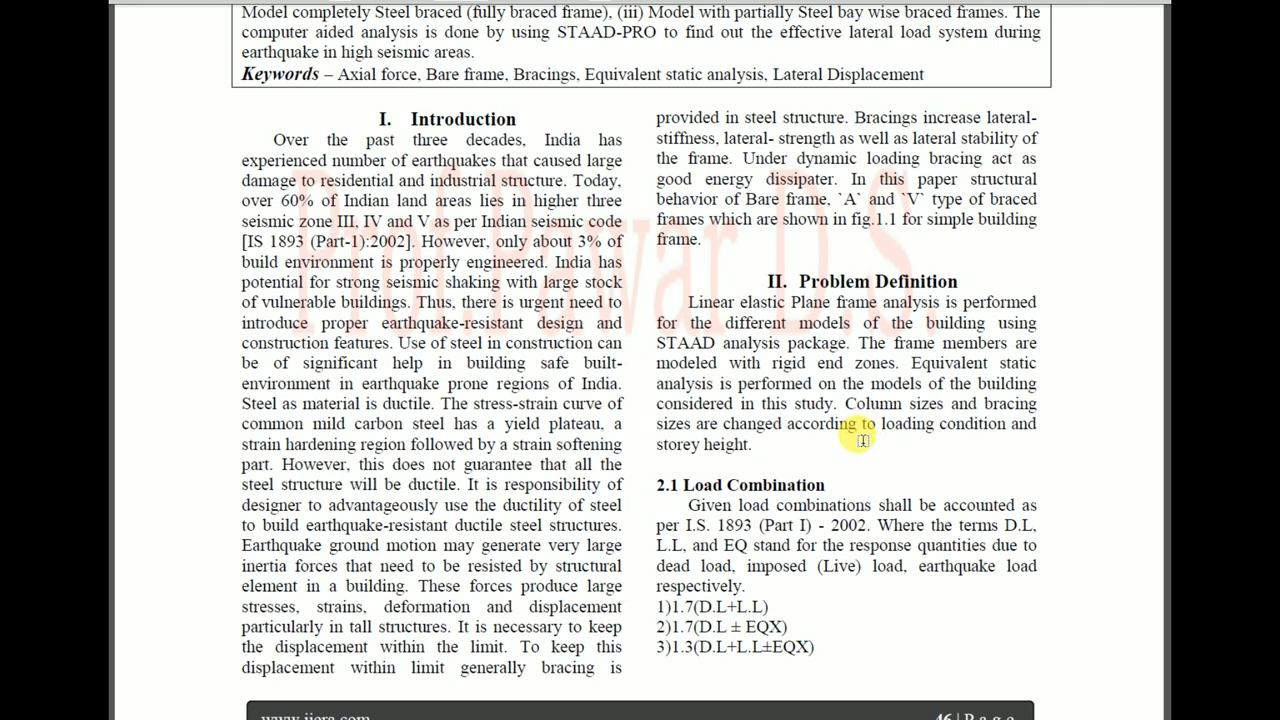 Model completely Steel braced (fully braced frame), (iii) Model with partially Steel bay wise braced frames. The
computer aided analysis is done by using STAAD-PRO to find out the effective lateral load system during
earthquake in high seismic areas.
Keywords – Axial force, Bare frame, Bracings, Equivalent static analysis, Lateral Displacement
I. Introduction
Over the past three decades, India has
experienced number of earthquakes that caused large
damage to residential and industrial structure. Today,
over 60% of Indian land areas lies in higher three
seismic zone III, IV and V as per Indian seismic code
[IS 1893 (Part-1):2002]. However, only about 3% of
build environment is properly engineered. India has
potential for strong seismic shaking with large stock
of vulnerable buildings. Thus, there is urgent need to
introduce proper earthquake-resistant design and
construction features. Use of steel in construction can
be of significant help in building safe built-
environment in earthquake prone regions of India.
Steel as material is ductile. The stress-strain curve of
common mild carbon steel has a yield plateau, a
strain hardening region followed by a strain softening
part. However, this does not guarantee that all the
steel structure will be ductile. It is responsibility of
designer to advantageously use the ductility of steel
to build earthquake-resistant ductile steel structures.
Earthquake ground motion may generate very large
inertia forces that need to be resisted by structural
element in a building. These forces produce large
stresses, strains, deformation and displacement
particularly in tall structures. It is necessary to keep
the displacement within the limit. To keep this
displacement within limit generally bracing is
provided in steel structure. Bracings increase lateral-
stiffness, lateral- strength as well as lateral stability of
the frame. Under dynamic loading bracing act as
good energy dissipater. In this paper structural
behavior of Bare frame, `A` and `V` type of braced
frames which are shown in fig.1.1 for simple building
frame.
II. Problem Definition
Linear elastic Plane frame analysis is performed
for the different models of the building using
STAAD analysis package. The frame members are
modeled with rigid end zones. Equivalent static
analysis is performed on the models of the building
considered in this study. Column sizes and bracing
sizes are changed according to loading condition and
storey height.
2.1 Load Combination
Given load combinations shall be accounted as
per I.S. 1893 (Part I) - 2002. Where the terms D.L,
L.L, and EQ stand for the response quantities due to
dead load, imposed (Live) load, earthquake load
respectively.
1)1.7(D.L+L.L)
2)1.7(D.L ± EQX)
3)1.3(D.L+L.L±EQX)
Prof.Pawar D.S.
www.ijera.com
46 | P a g e